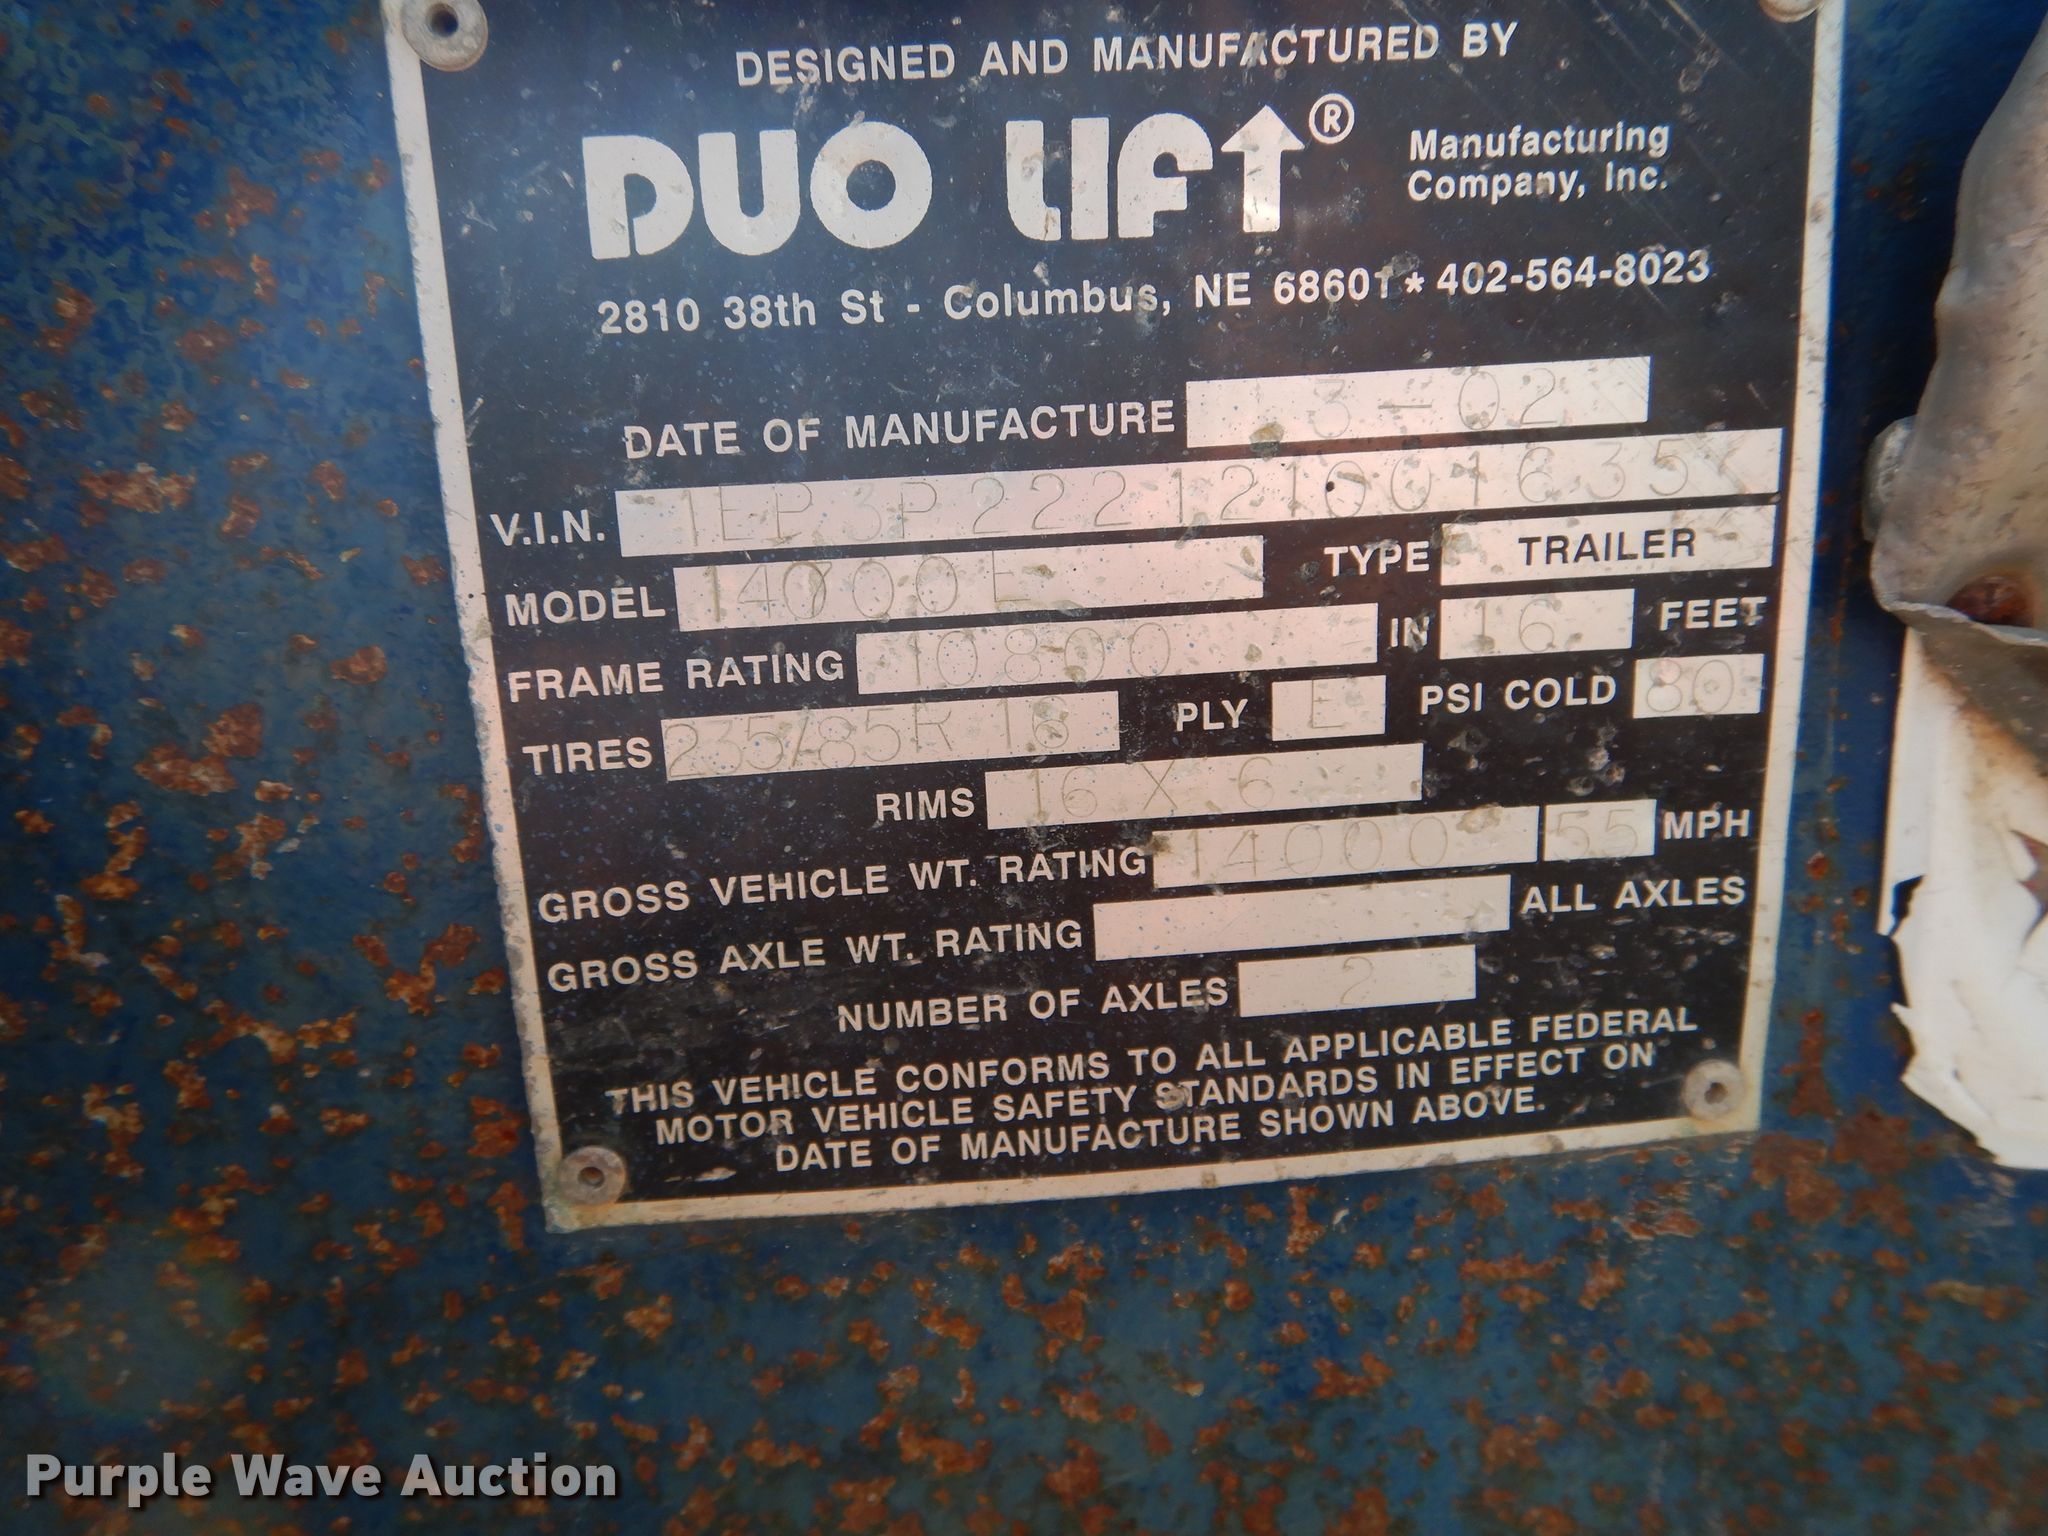 DESIGNED AND MANUFACTURED BY
DUO LIFT® Manufacturing Company, Inc.
2810 38th St - Columbus, NE 68601 * 402-564-8023
DATE OF MANUFACTURE 3-02
V.I.N.
MODEL 14000L TYPE TRAILER
FRAME RATING 10800 IN 16 FEET
TIRES 235/85R 16 PLY E PSI COLD 80
RIMS 16 X 6
GROSS VEHICLE WT. RATING 14000 55 MPH
GROSS AXLE WT. RATING ALL AXLES
NUMBER OF AXLES 2
THIS VEHICLE CONFORMS TO ALL APPLICABLE FEDERAL
MOTOR VEHICLE SAFETY STANDARDS IN EFFECT ON
DATE OF MANUFACTURE SHOWN ABOVE.
Purple Wave Auction